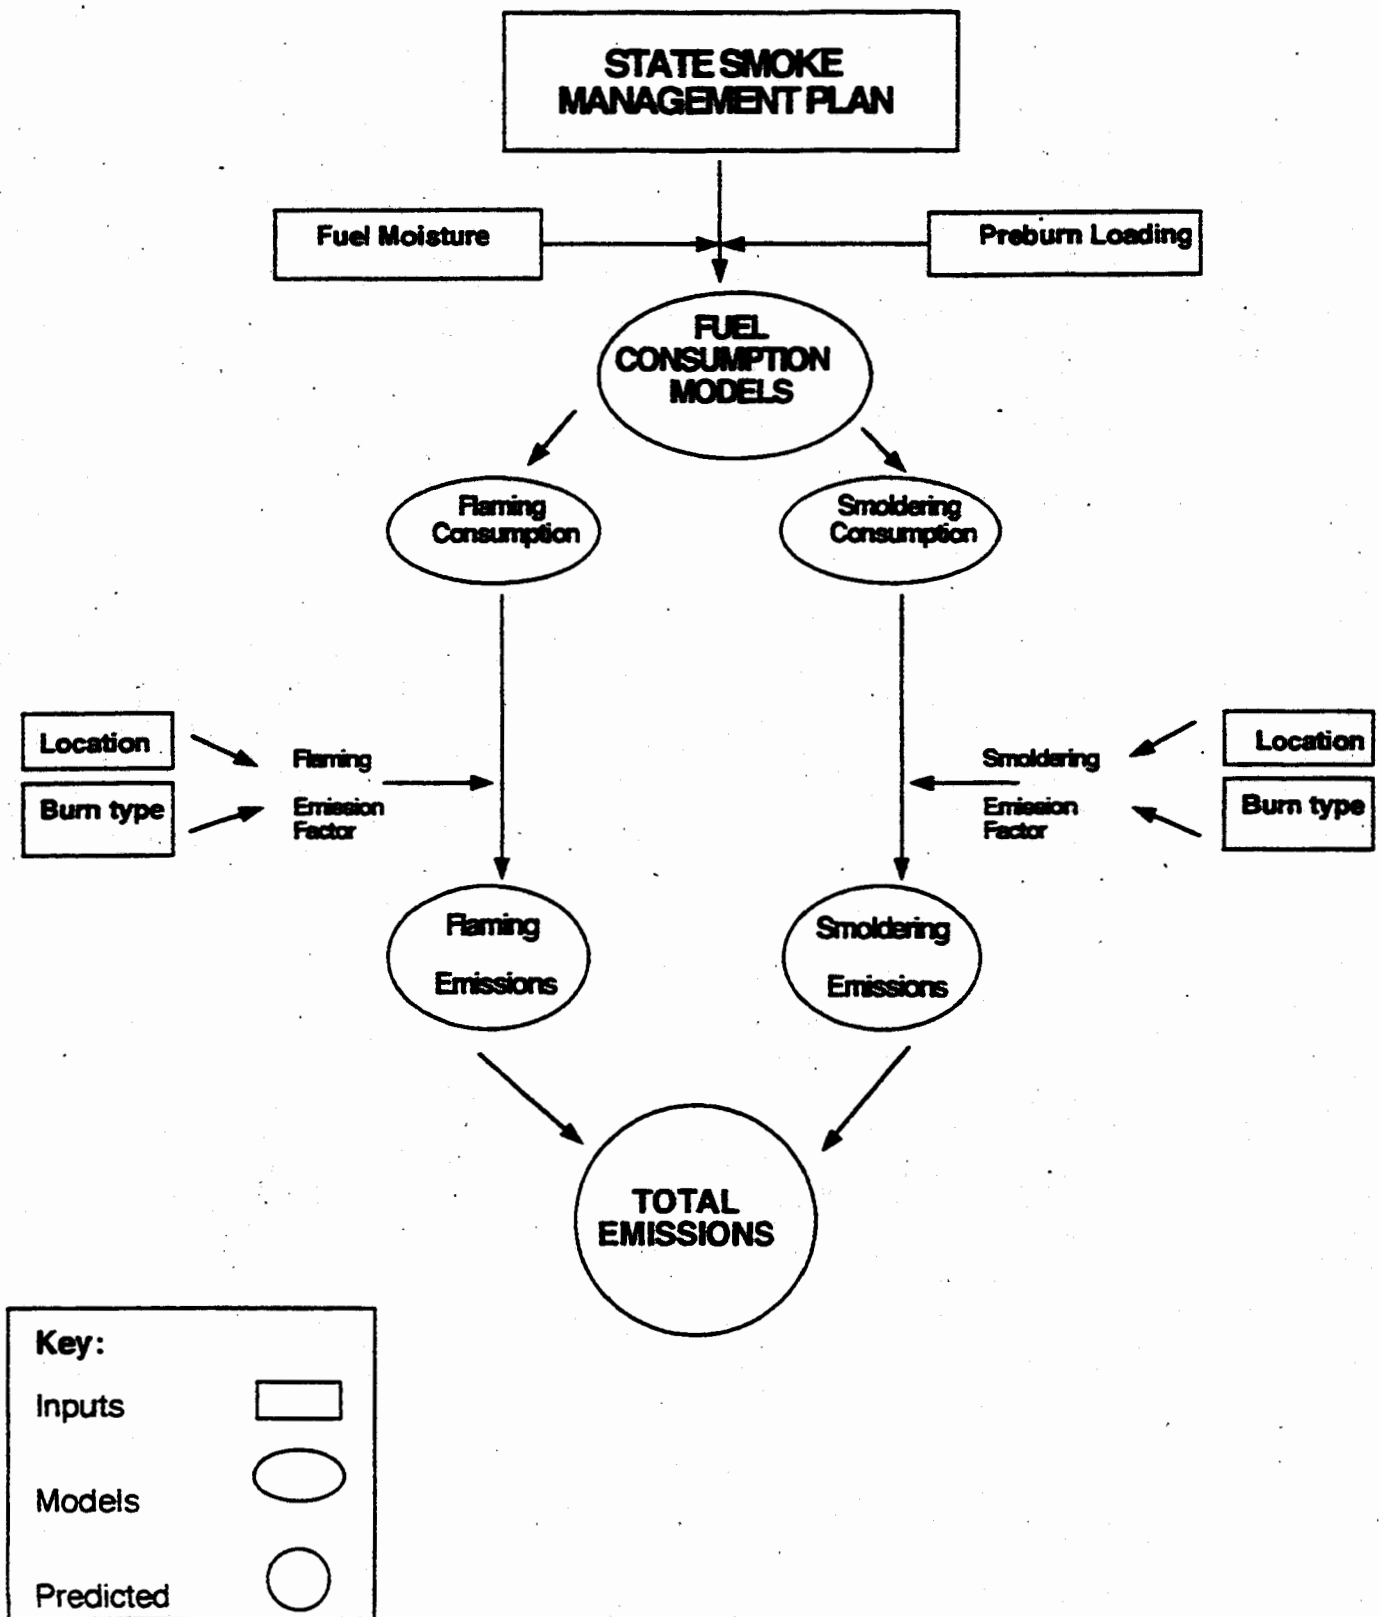 STATE SMOKE
MANAGEMENT PLAN
Fuel Moisture
Preburn Loading
FUEL
CONSUMPTION
MODELS
Flaming
Consumption
Smoldering
Consumption
Location
Burn type
Flaming
Emission
Factor
Smoldering
Emission
Factor
Location
Burn type
Flaming
Emissions
Smoldering
Emissions
TOTAL
EMISSIONS
Key:
Inputs
Models
Predicted